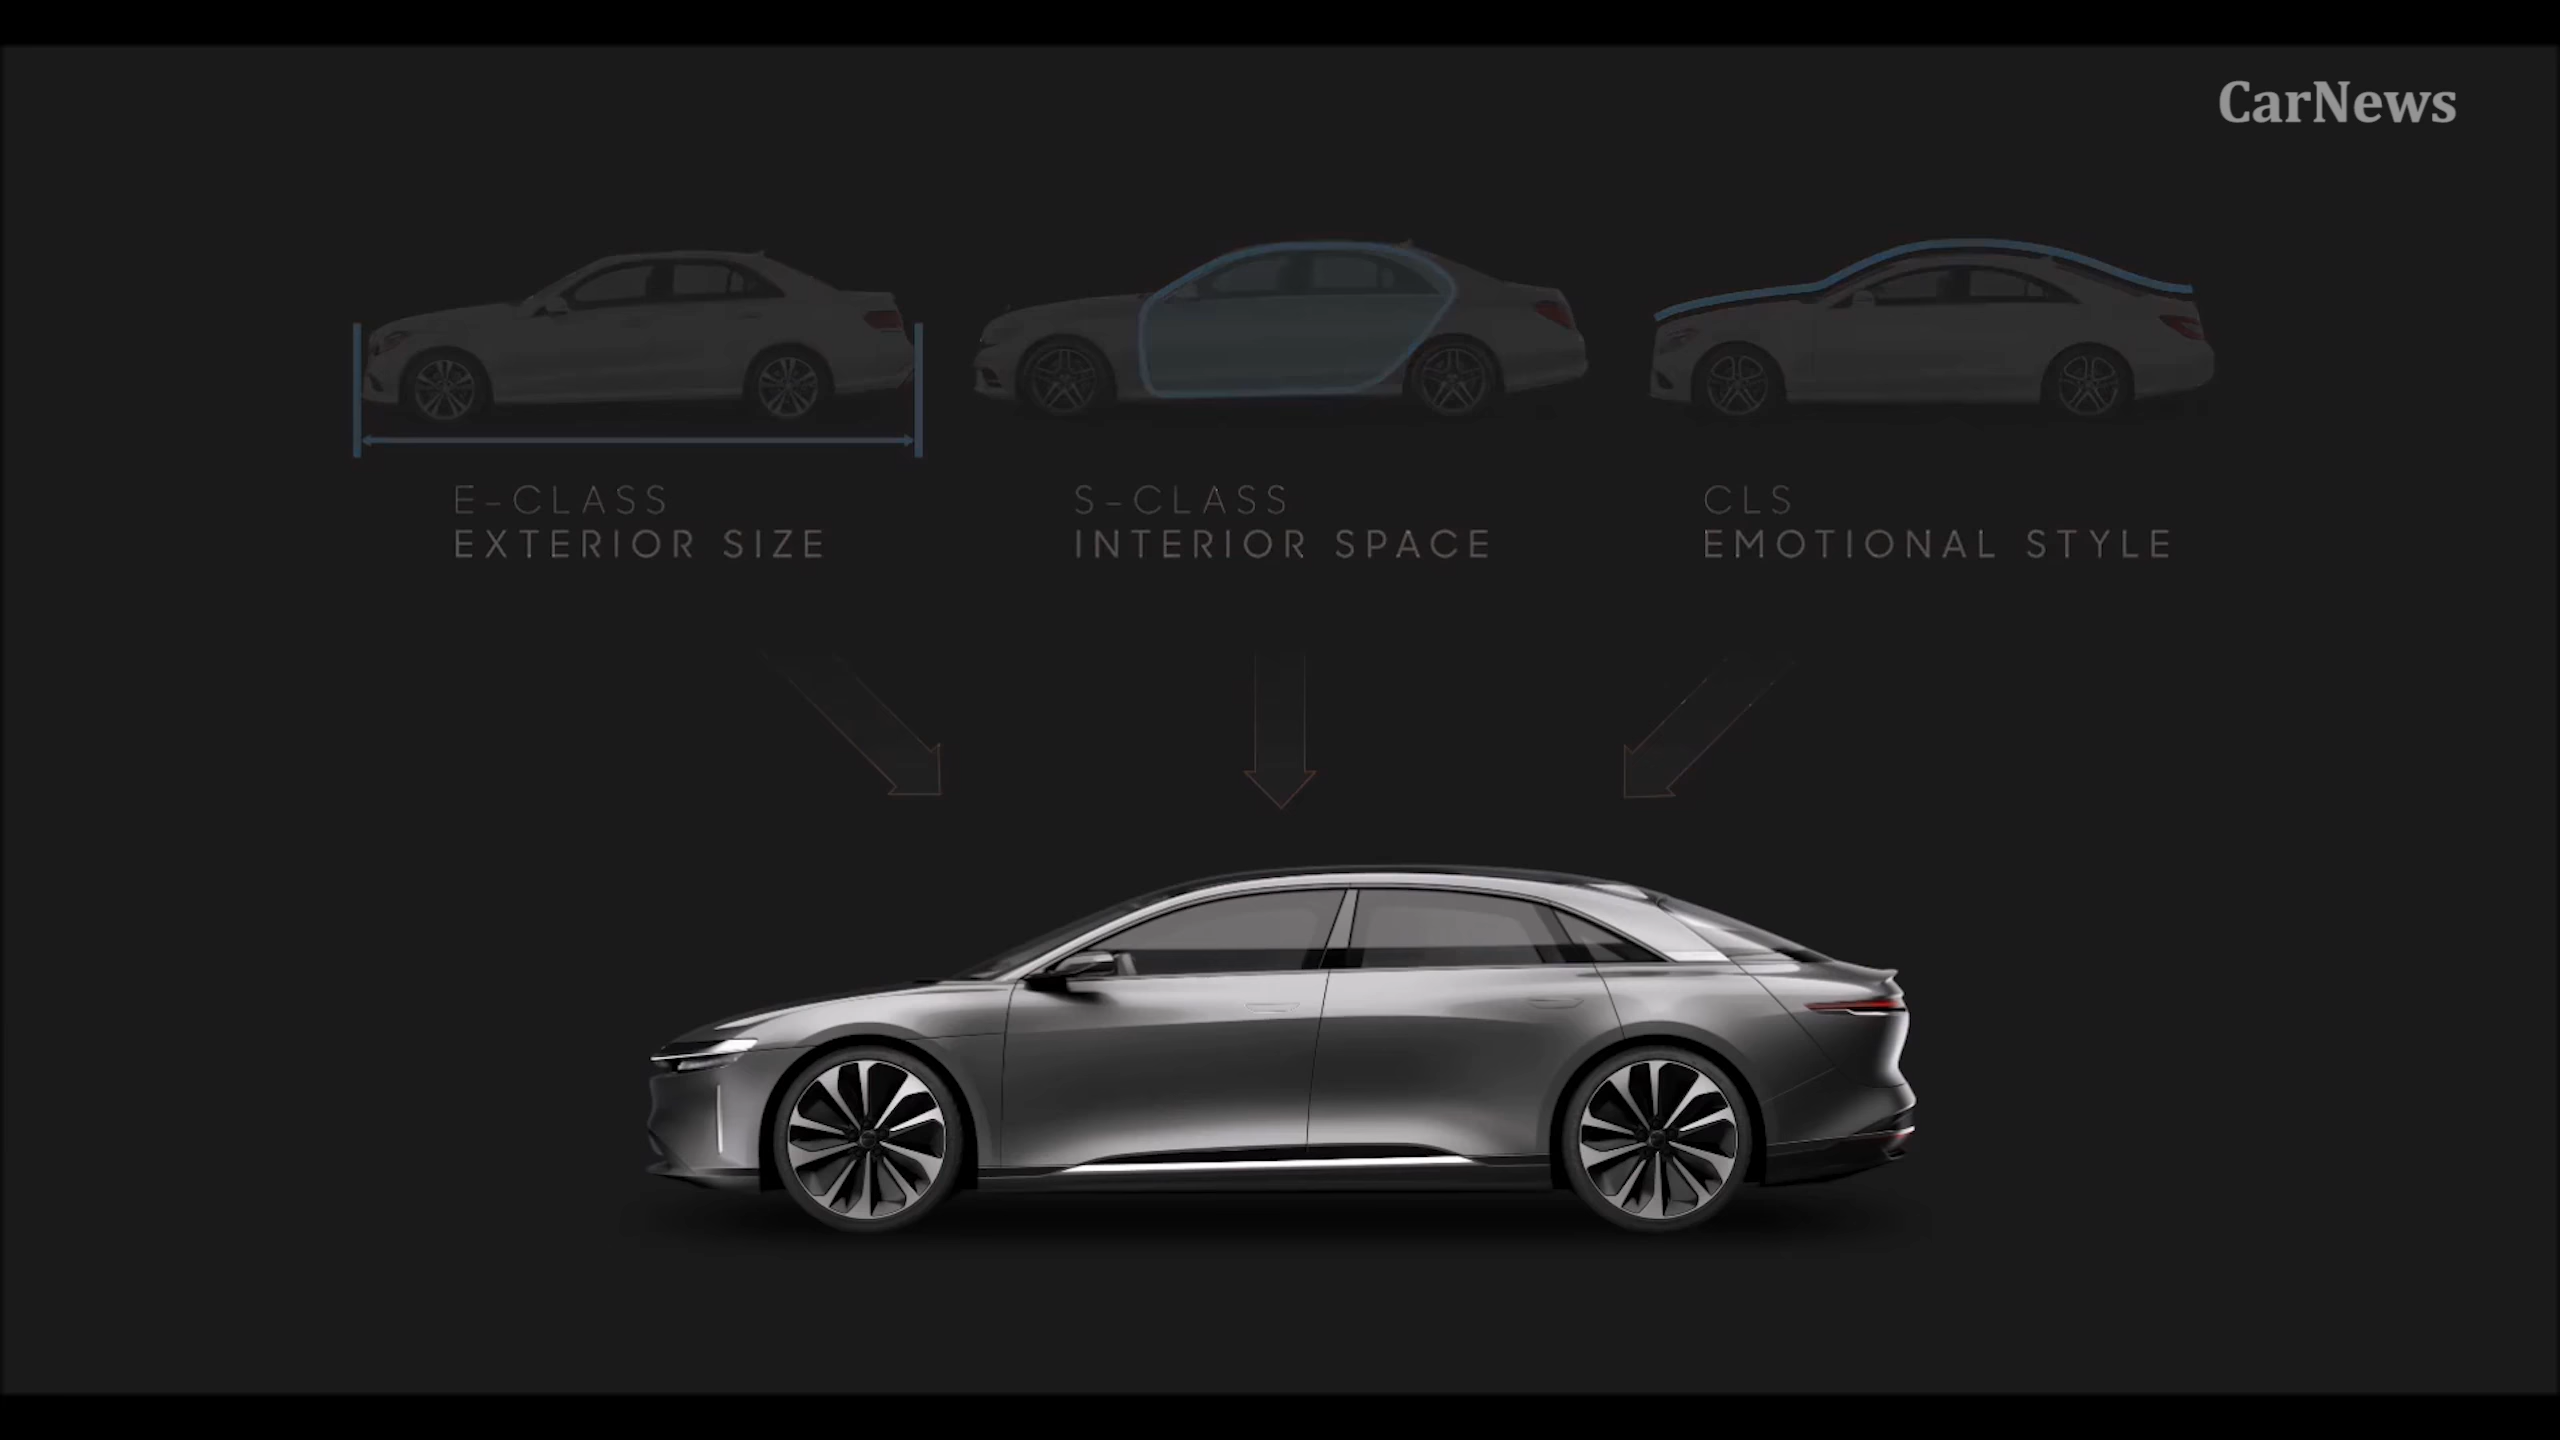 CarNews
E-CLASS
EXTERIOR SIZE
S-CLASS
INTERIOR SPACE
CLS
EMOTIONAL STYLE